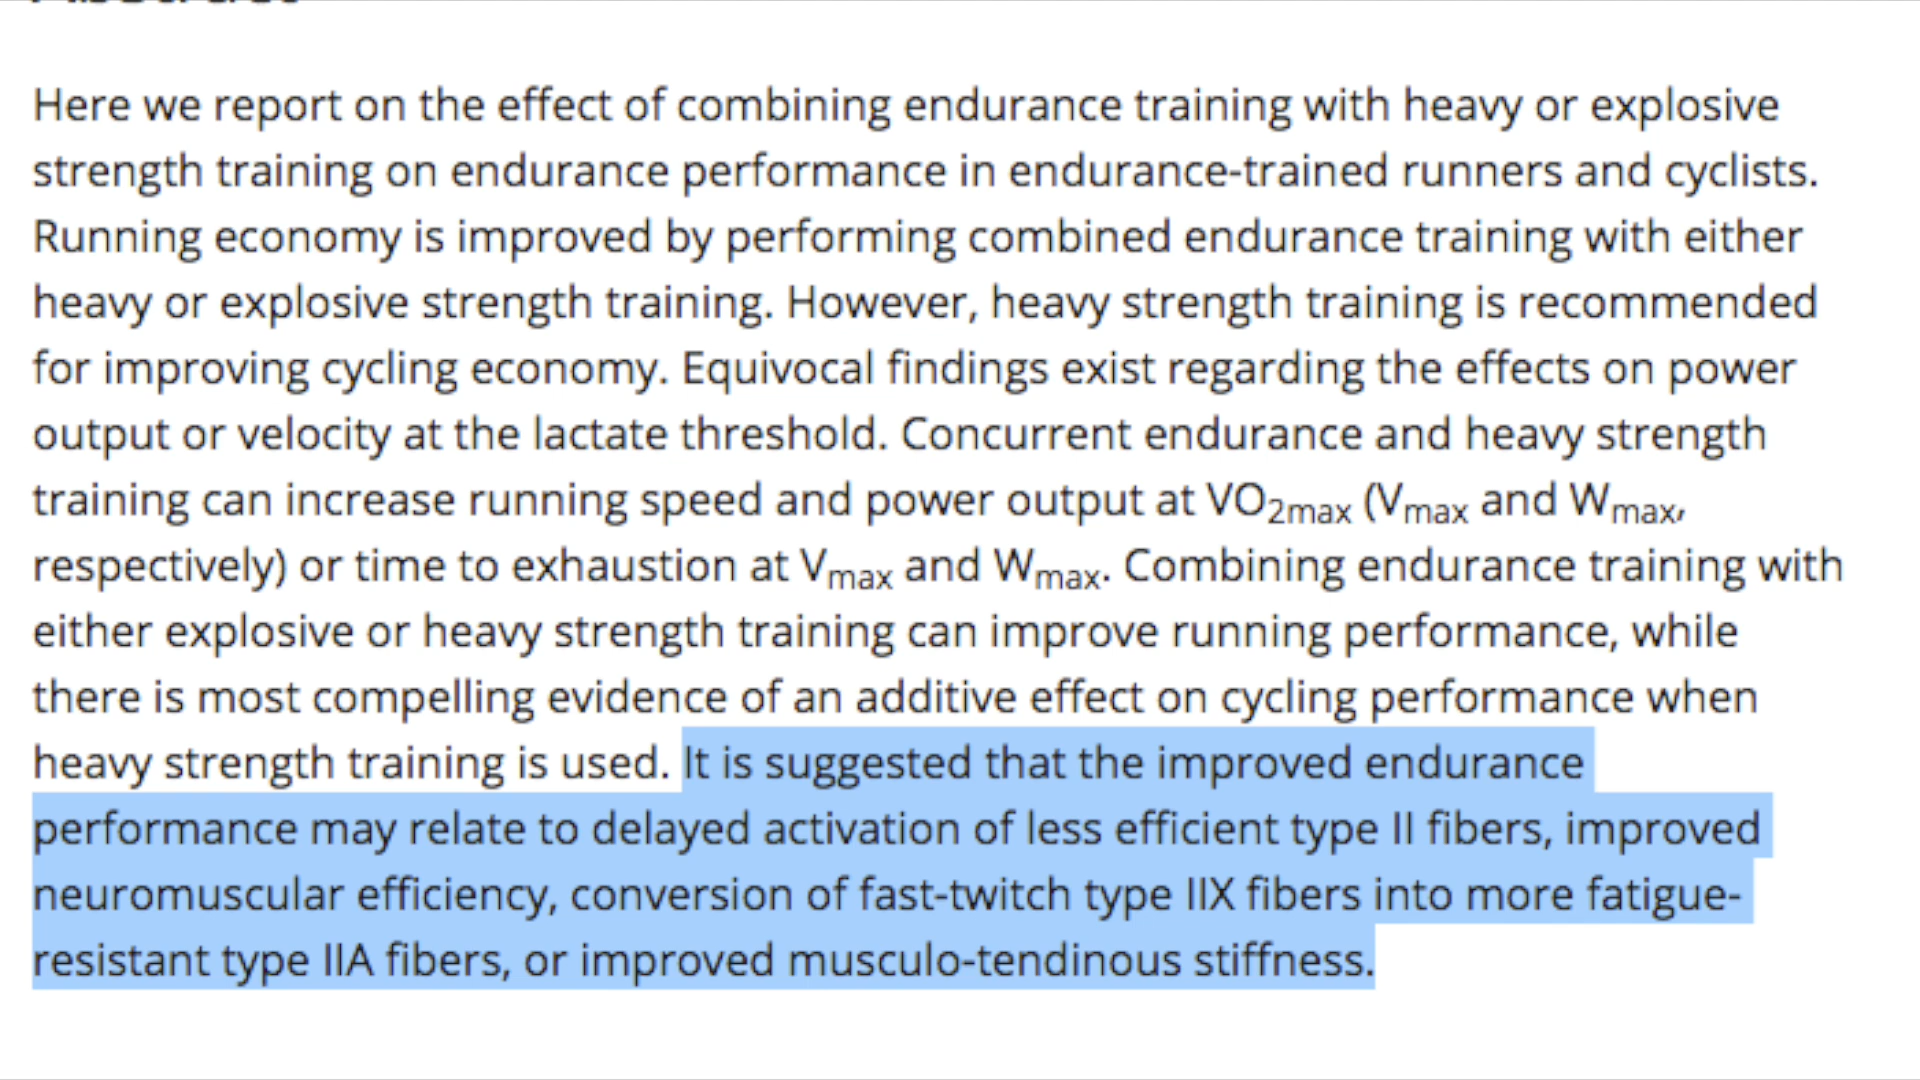 Here we report on the effect of combining endurance training with heavy or explosive
strength training on endurance performance in endurance-trained runners and cyclists.
Running economy is improved by performing combined endurance training with either
heavy or explosive strength training. However, heavy strength training is recommended
for improving cycling economy. Equivocal findings exist regarding the effects on power
output or velocity at the lactate threshold. Concurrent endurance and heavy strength
training can increase running speed and power output at VO2max (Vmax and Wmax,
respectively) or time to exhaustion at Vmax and Wmax. Combining endurance training with
either explosive or heavy strength training can improve running performance, while
there is most compelling evidence of an additive effect on cycling performance when
heavy strength training is used. It is suggested that the improved endurance
performance may relate to delayed activation of less efficient type II fibers, improved
neuromuscular efficiency, conversion of fast-twitch type IIX fibers into more fatigue-
resistant type IIA fibers, or improved musculo-tendinous stiffness.